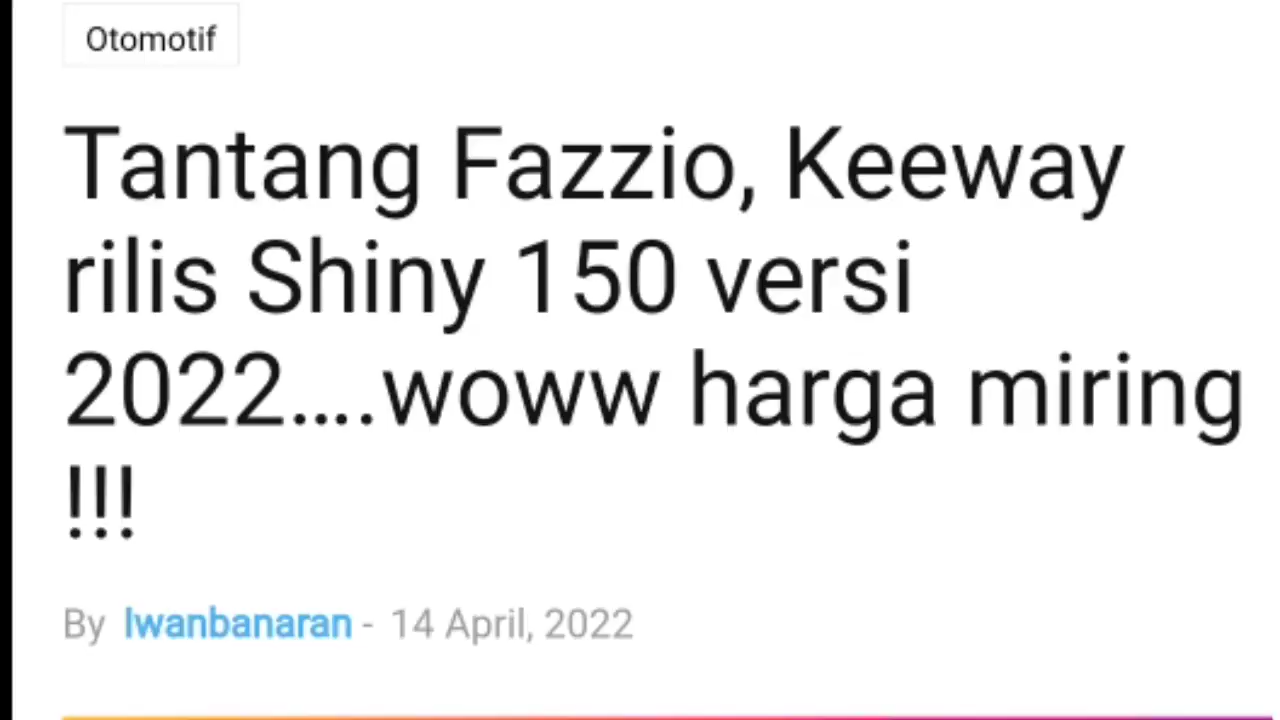 Otomotif
Tantang Fazzio, Keeway
rilis Shiny 150 versi
2022....woww harga miring
!!!
By Iwanbanaran - 14 April, 2022